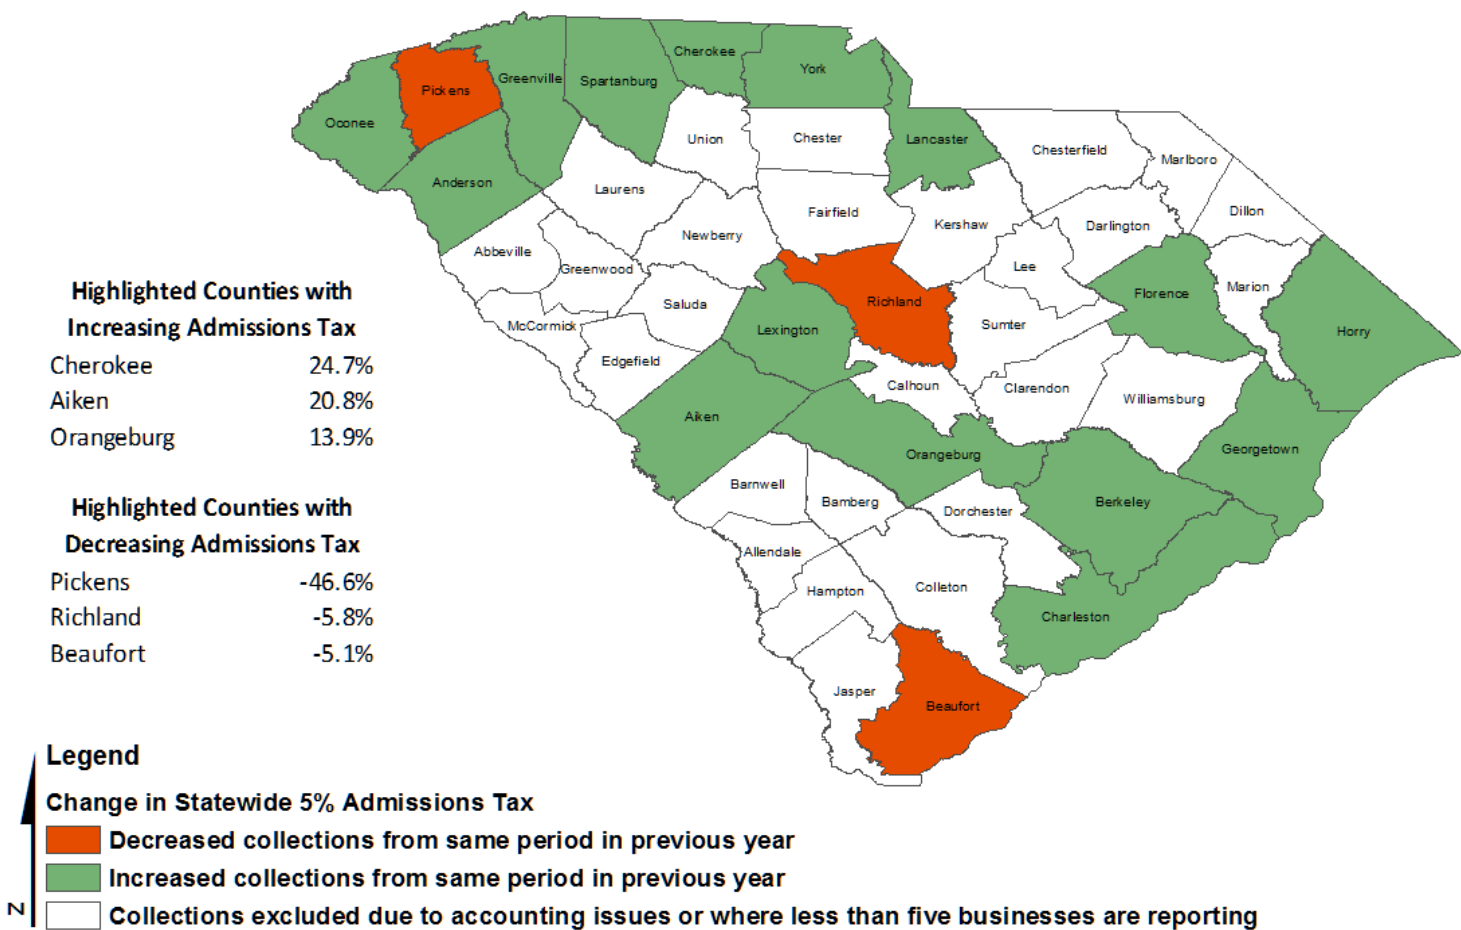 Cherokee
York
Greenville
Spartanburg
Pickens
Oconee
Union
Chester
Lancaster
Chesterfield
Marlboro
Anderson
Laurens
Fairfield
Kershaw
Darlington
Dillon
Newberry
Abbeville
Greenwood
Lee
Marion
Florence
Saluda
Richland
McCormick
Lexington
Sumter
Horry
Edgefield
Calhoun
Clarendon
Williamsburg
Aiken
Orangeburg
Georgetown
Barnwell
Bamberg
Dorchester
Berkeley
Allendale
Hampton
Colleton
Charleston
Jasper
Beaufort
Highlighted Counties with
Increasing Admissions Tax
Cherokee 24.7%
Aiken 20.8%
Orangeburg 13.9%
Highlighted Counties with
Decreasing Admissions Tax
Pickens -46.6%
Richland -5.8%
Beaufort -5.1%
Legend
Change in Statewide 5% Admissions Tax
Decreased collections from same period in previous year
Increased collections from same period in previous year
Collections excluded due to accounting issues or where less than five businesses are reporting
N